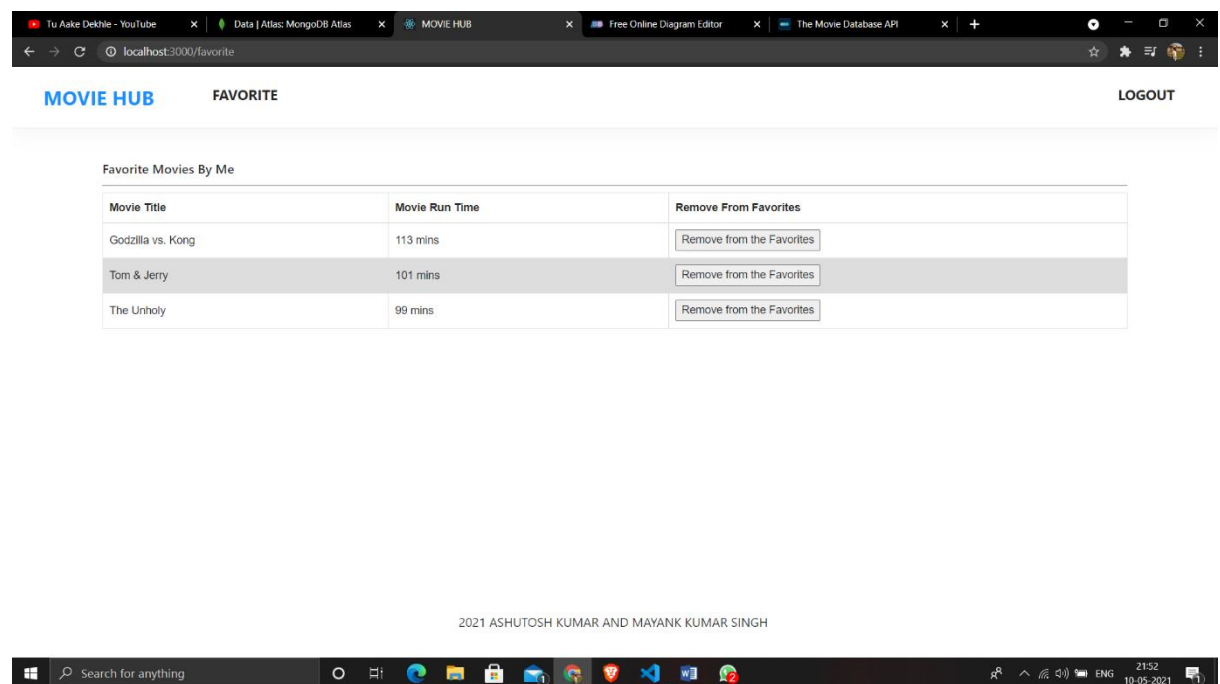 Tu Aake Dekhle - YouTube Data | Atlas: MongoDB Atlas MOVIE HUB Free Online Diagram Editor The Movie Database API
localhost:3000/favorite
MOVIE HUB FAVORITE LOGOUT
Favorite Movies By Me
Movie Title Movie Run Time Remove From Favorites
Godzilla vs. Kong 113 mins Remove from the Favorites
Tom & Jerry 101 mins Remove from the Favorites
The Unholy 99 mins Remove from the Favorites
2021 ASHUTOSH KUMAR AND MAYANK KUMAR SINGH
Search for anything 1 2 ENG 21:52
10-05-2021 1